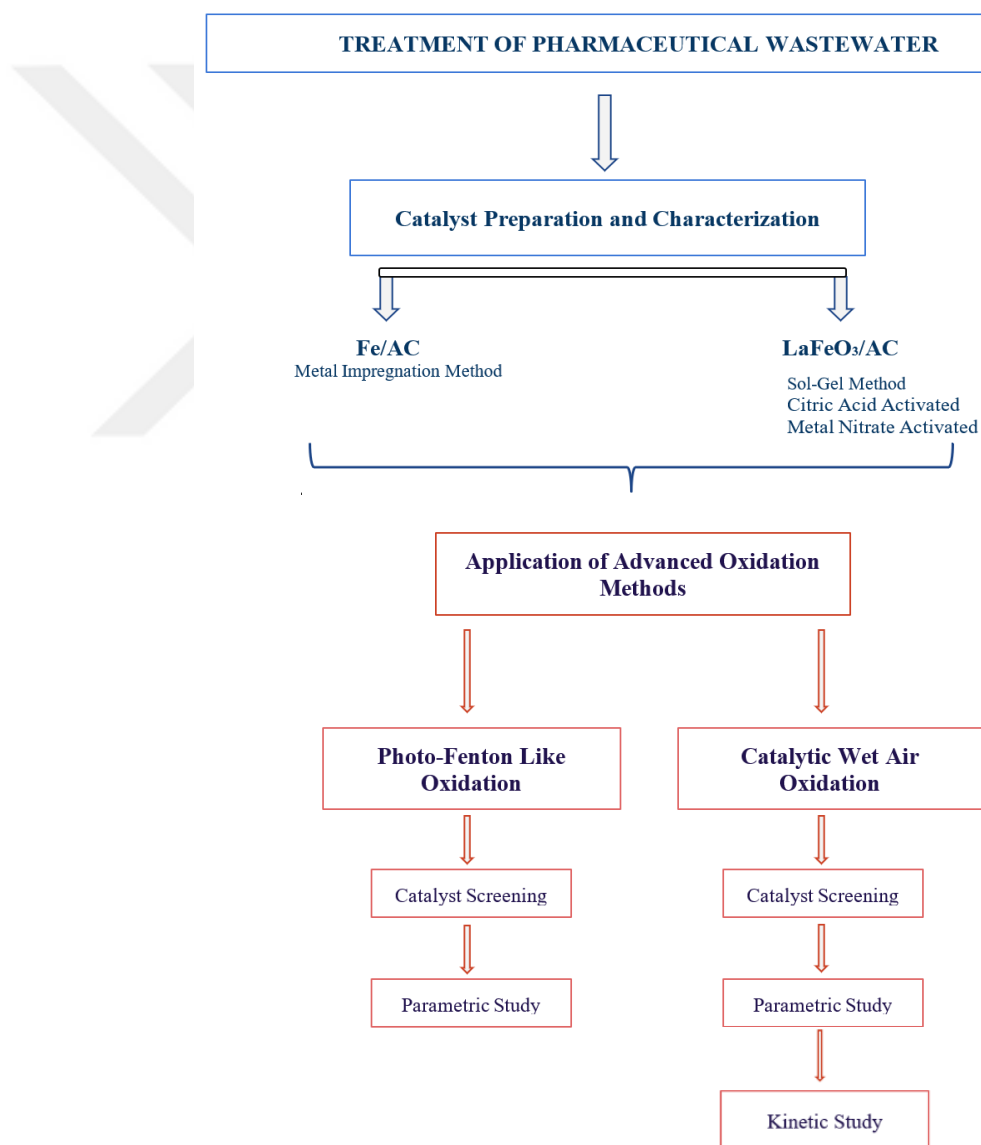 TREATMENT OF PHARMACEUTICAL WASTEWATER
Catalyst Preparation and Characterization
Fe/AC
Metal Impregnation Method
LaFeO₃/AC
Sol-Gel Method
Citric Acid Activated
Metal Nitrate Activated
Application of Advanced Oxidation
Methods
Photo-Fenton Like
Oxidation
Catalyst Screening
Parametric Study
Catalytic Wet Air
Oxidation
Catalyst Screening
Parametric Study
Kinetic Study